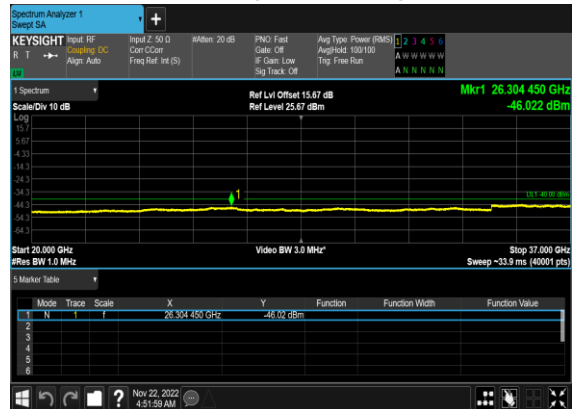 Spectrum Analyzer 1
Swept SA
+
KEYSIGHT
R T
LXI
Input: RF
Coupling: DC
Align: Auto
Input Z: 50 Ω
Corr CCorr
Freq Ref: Int (S)
#Atten: 20 dB
PNO: Fast
Gate: Off
IF Gain: Low
Sig Track: Off
Avg Type: Power (RMS)
Avg|Hold: 100/100
Trig: Free Run
1 2 3 4 5 6
A W W W W W
A N N N N N
1 Spectrum
Scale/Div 10 dB
Ref Lvl Offset 15.67 dB
Ref Level 25.67 dBm
Mkr1 26.304 450 GHz
-46.022 dBm
Log
15.7
5.67
-4.33
-14.3
-24.3
-34.3
-44.3
-54.3
-64.3
1
DL1 -40.00 dBm
Start 20.000 GHz
#Res BW 1.0 MHz
Video BW 3.0 MHz*
Stop 37.000 GHz
Sweep ~33.9 ms (40001 pts)
5 Marker Table
Mode Trace Scale X Y Function Function Width Function Value
1 N 1 f 26.304 450 GHz -46.02 dBm
2
3
4
5
6
?
Nov 22, 2022
4:51:59 AM